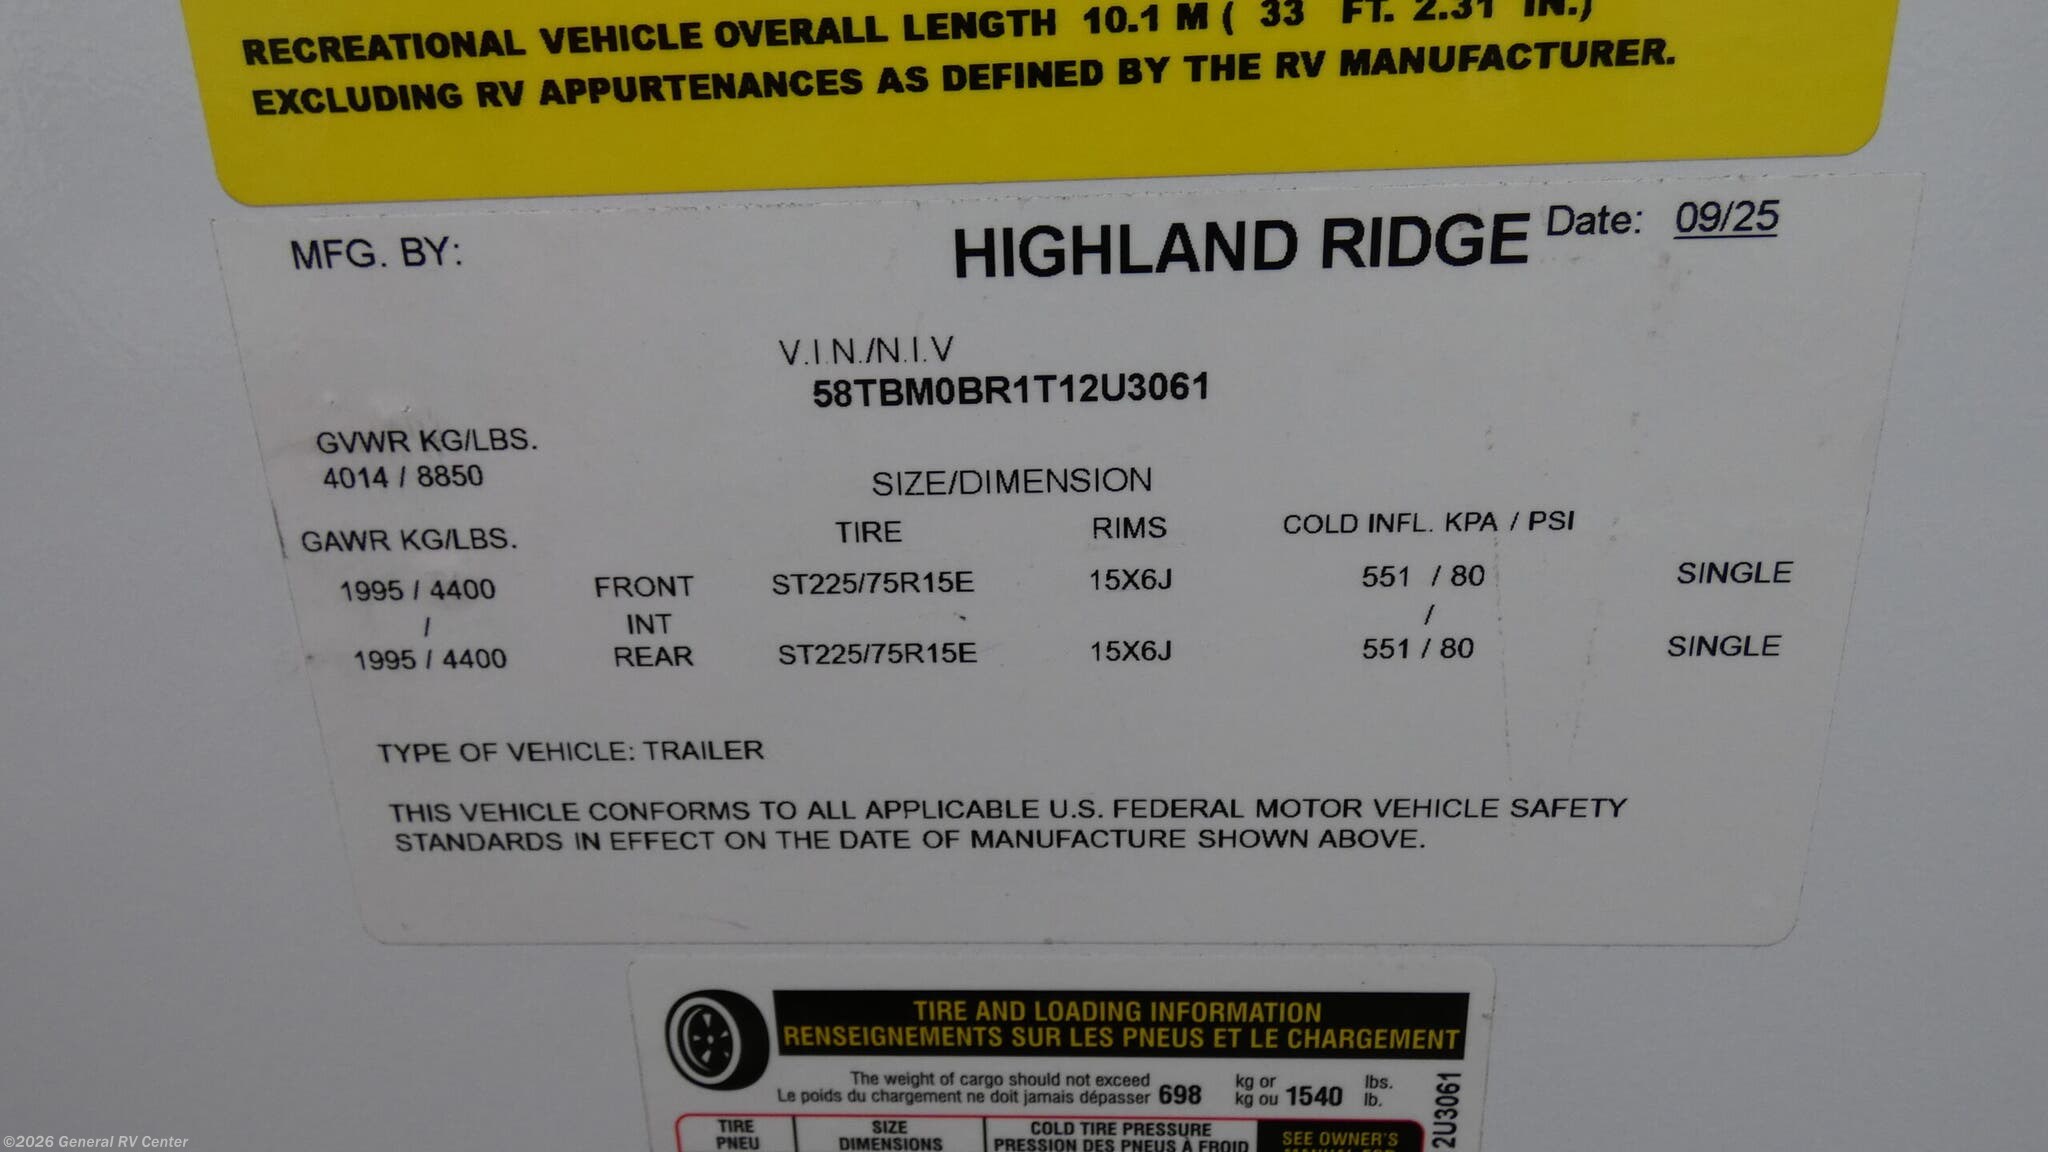 RECREATIONAL VEHICLE OVERALL LENGTH 10.1 M ( 33 FT. 2.31 IN.)
EXCLUDING RV APPURTENANCES AS DEFINED BY THE RV MANUFACTURER.
MFG. BY: HIGHLAND RIDGE Date: 09/25
V.I.N./N.I.V
58TBM0BR1T12U3061
GVWR KG/LBS.
4014 / 8850
SIZE/DIMENSION
GAWR KG/LBS. TIRE RIMS COLD INFL. KPA / PSI
1995 / 4400 FRONT ST225/75R15E 15X6J 551 / 80 SINGLE
/ INT /
1995 / 4400 REAR ST225/75R15E 15X6J 551 / 80 SINGLE
TYPE OF VEHICLE: TRAILER
THIS VEHICLE CONFORMS TO ALL APPLICABLE U.S. FEDERAL MOTOR VEHICLE SAFETY
STANDARDS IN EFFECT ON THE DATE OF MANUFACTURE SHOWN ABOVE.
TIRE AND LOADING INFORMATION
RENSEIGNEMENTS SUR LES PNEUS ET LE CHARGEMENT
The weight of cargo should not exceed kg or lbs.
Le poids du chargement ne doit jamais dépasser 698 kg ou 1540 lb.
2U3061
TIRE SIZE COLD TIRE PRESSURE
PNEU DIMENSIONS PRESSION DES PNEUS À FROID
SEE OWNER'S
©2026 General RV Center